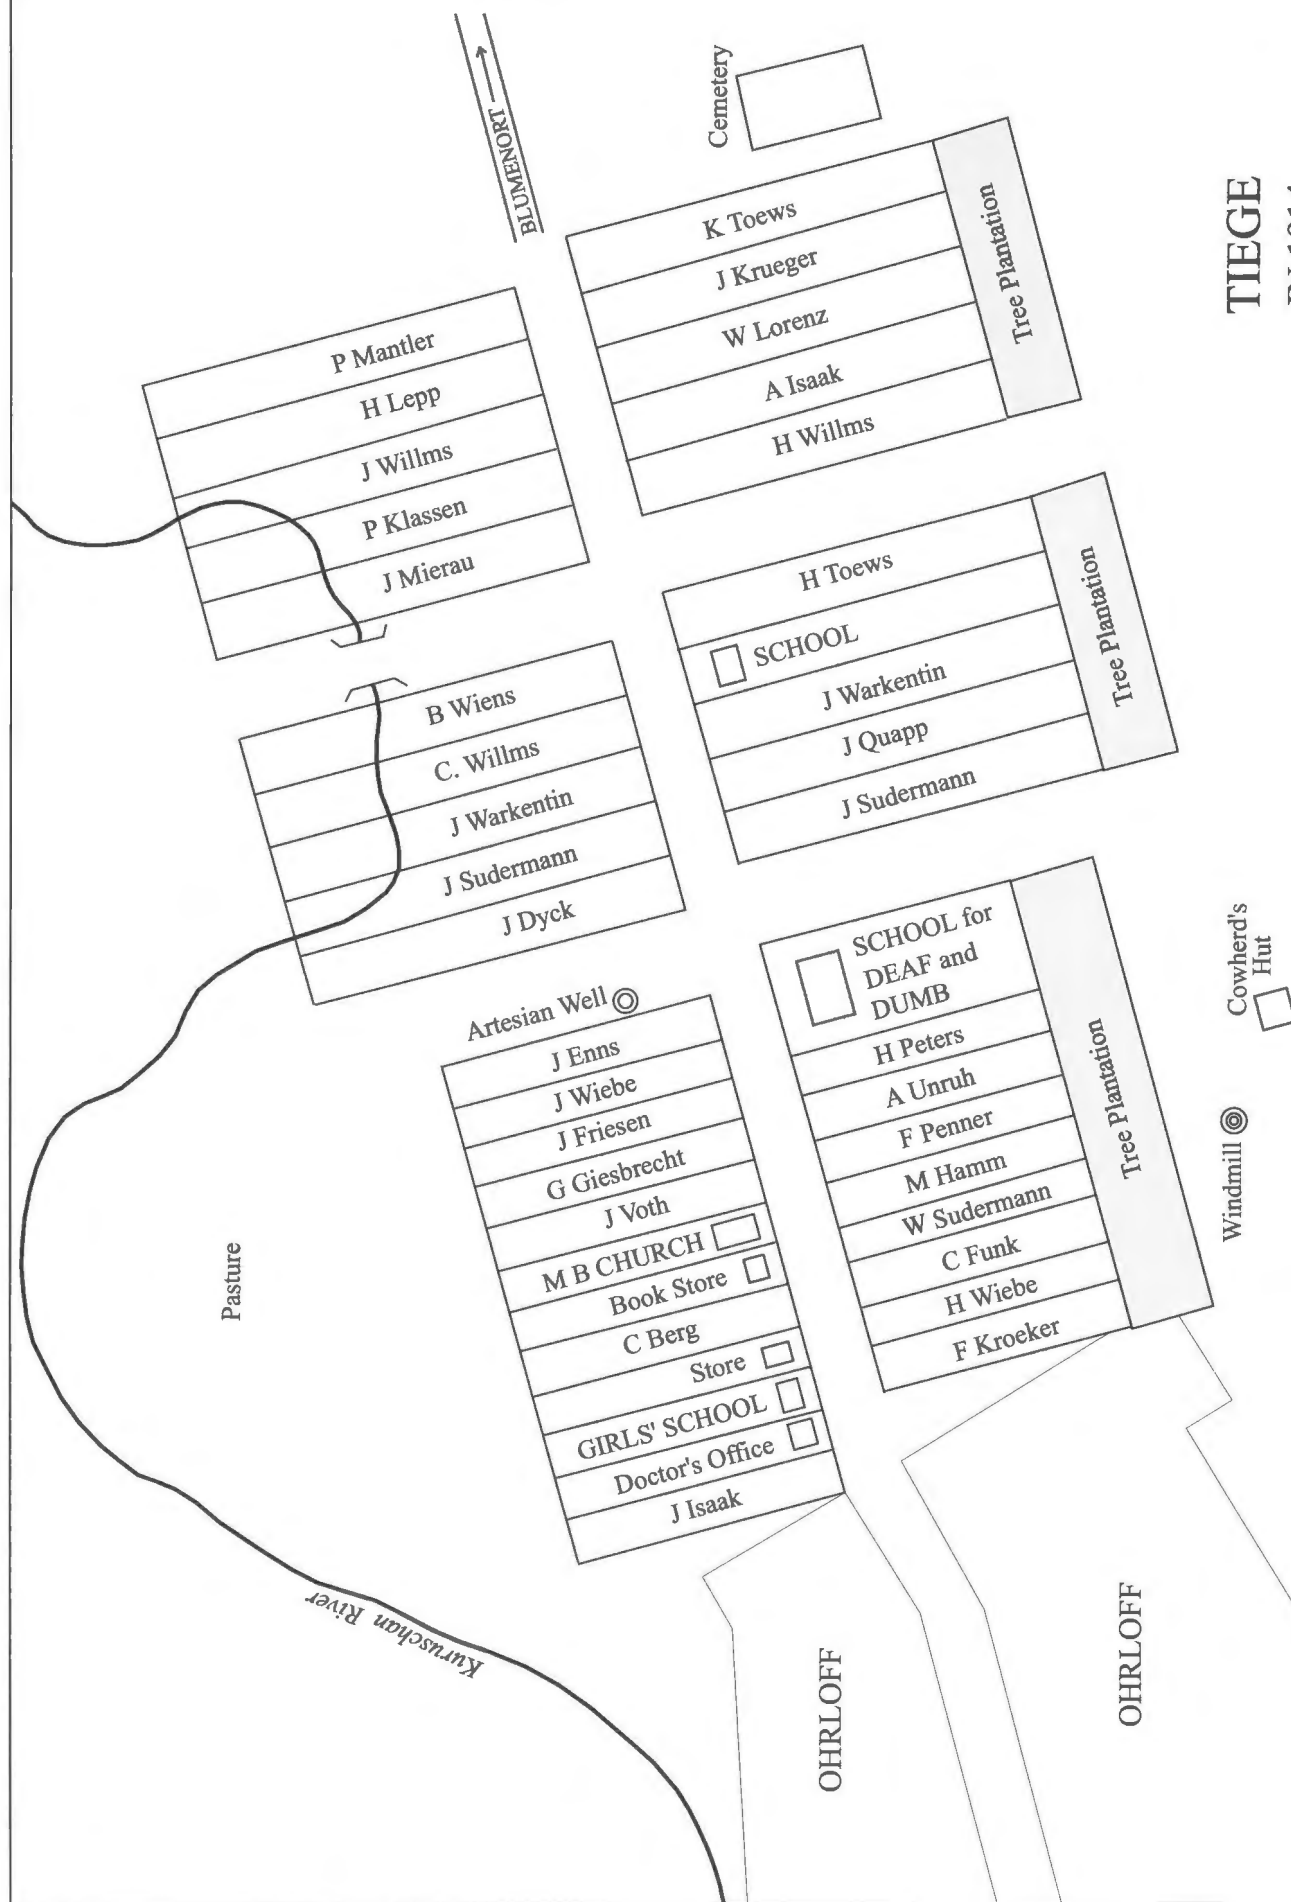 BLUMENORT
Cemetery
K Toews
J Krueger
W Lorenz
A Isaak
H Willms
Tree Plantation
TIEGE
P Mantler
H Lepp
J Willms
P Klassen
J Mierau
H Toews
SCHOOL
J Warkentin
J Quapp
J Sudermann
Tree Plantation
B Wiens
C. Willms
J Warkentin
J Sudermann
J Dyck
Artesian Well
J Enns
J Wiebe
J Friesen
G Giesbrecht
J Voth
M B CHURCH
Book Store
C Berg
Store
GIRLS' SCHOOL
Doctor's Office
J Isaak
SCHOOL for
DEAF and
DUMB
H Peters
A Unruh
F Penner
M Hamm
W Sudermann
C Funk
H Wiebe
F Kroeker
Tree Plantation
Cowherd's
Hut
Windmill
Pasture
Kuruschan River
OHRLOFF
OHRLOFF